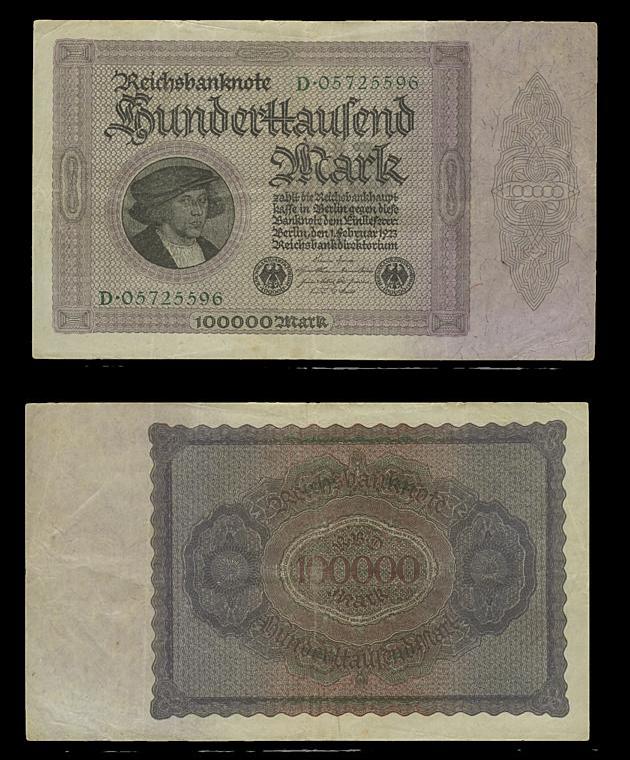 Reichsbanknote D·05725596
Hunderttausend
Mark
zahlt die Reichsbankhaupt
kasse in Berlin gegen diese
Banknote dem Einlieferer
Berlin, den 1. Februar 1923
Reichsbankdirektorium
100000
D·05725596
100000 Mark
Reichsbanknote
RBD
100000
Mark
Hunderttausend Mark